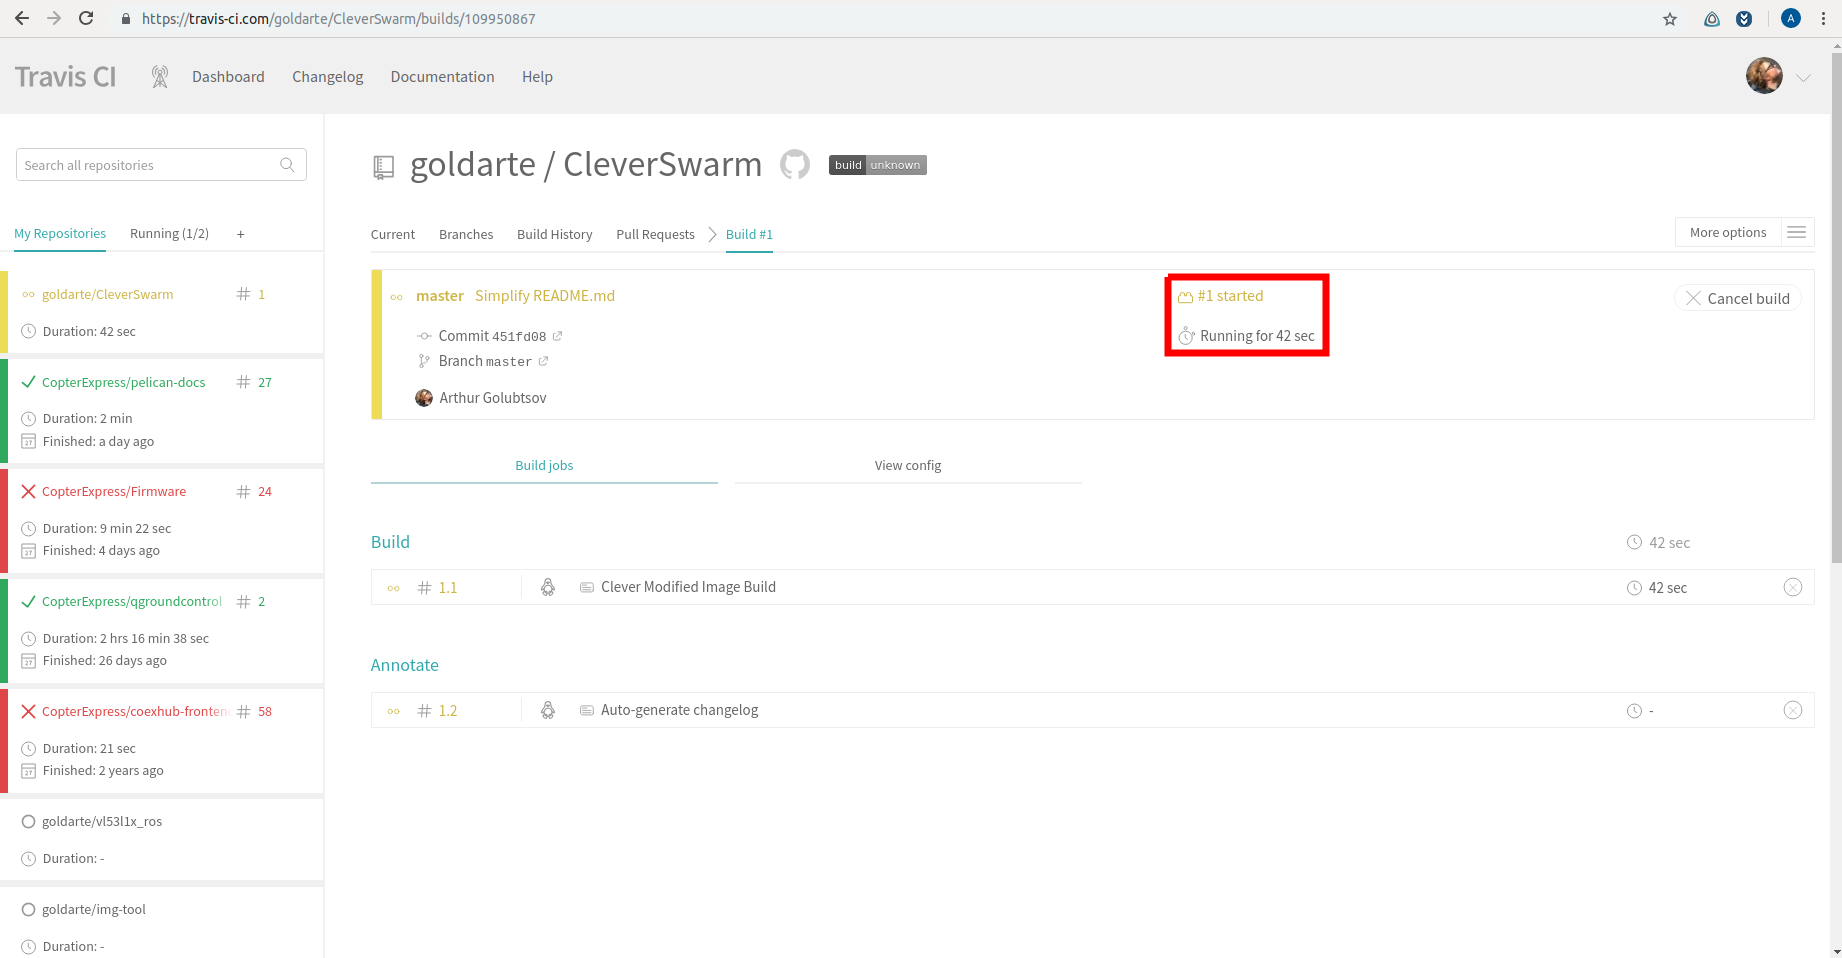 https://travis-ci.com/goldarte/CleverSwarm/builds/109950867
A
Travis CI
Dashboard
Changelog
Documentation
Help
Search all repositories
My Repositories
Running (1/2)
+
goldarte/CleverSwarm
# 1
Duration: 42 sec
CopterExpress/pelican-docs
# 27
Duration: 2 min
27
Finished: a day ago
CopterExpress/Firmware
# 24
Duration: 9 min 22 sec
27
Finished: 4 days ago
CopterExpress/qgroundcontrol
# 2
Duration: 2 hrs 16 min 38 sec
27
Finished: 26 days ago
CopterExpress/coexhub-fronten
# 58
Duration: 21 sec
27
Finished: 2 years ago
goldarte/vl53l1x_ros
Duration: -
goldarte/img-tool
Duration: -
goldarte / CleverSwarm
build unknown
Current
Branches
Build History
Pull Requests
Build #1
More options
master Simplify README.md
Commit 451fd08
Branch master
Arthur Golubtsov
#1 started
Running for 42 sec
Cancel build
Build jobs
View config
Build
42 sec
# 1.1
Clever Modified Image Build
42 sec
Annotate
# 1.2
Auto-generate changelog
-